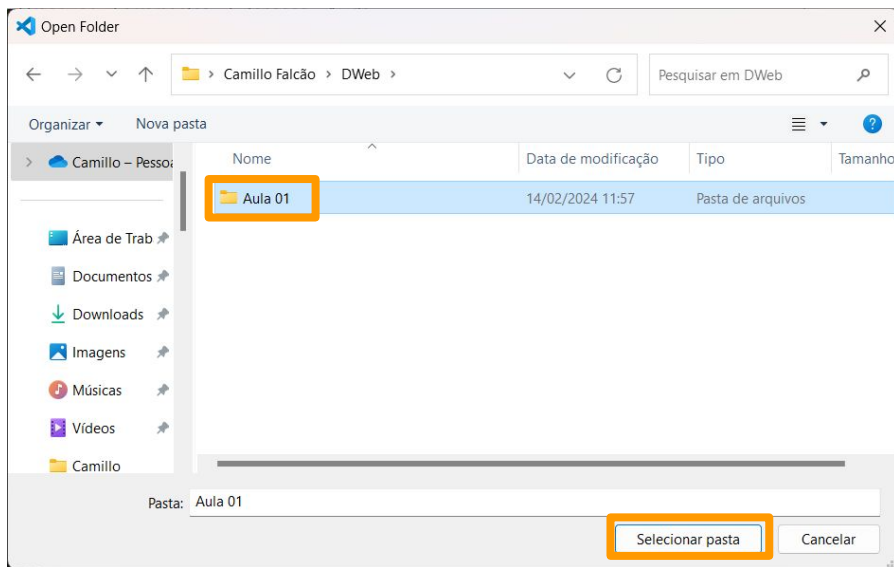 Open Folder
Camillo Falcão > DWeb >
Pesquisar em DWeb
Organizar
Nova pasta
Camillo – Pessoa
Nome
Data de modificação
Tipo
Tamanho
Aula 01
14/02/2024 11:57
Pasta de arquivos
Área de Trab
Documentos
Downloads
Imagens
Músicas
Vídeos
Camillo
Pasta: Aula 01
Selecionar pasta
Cancelar